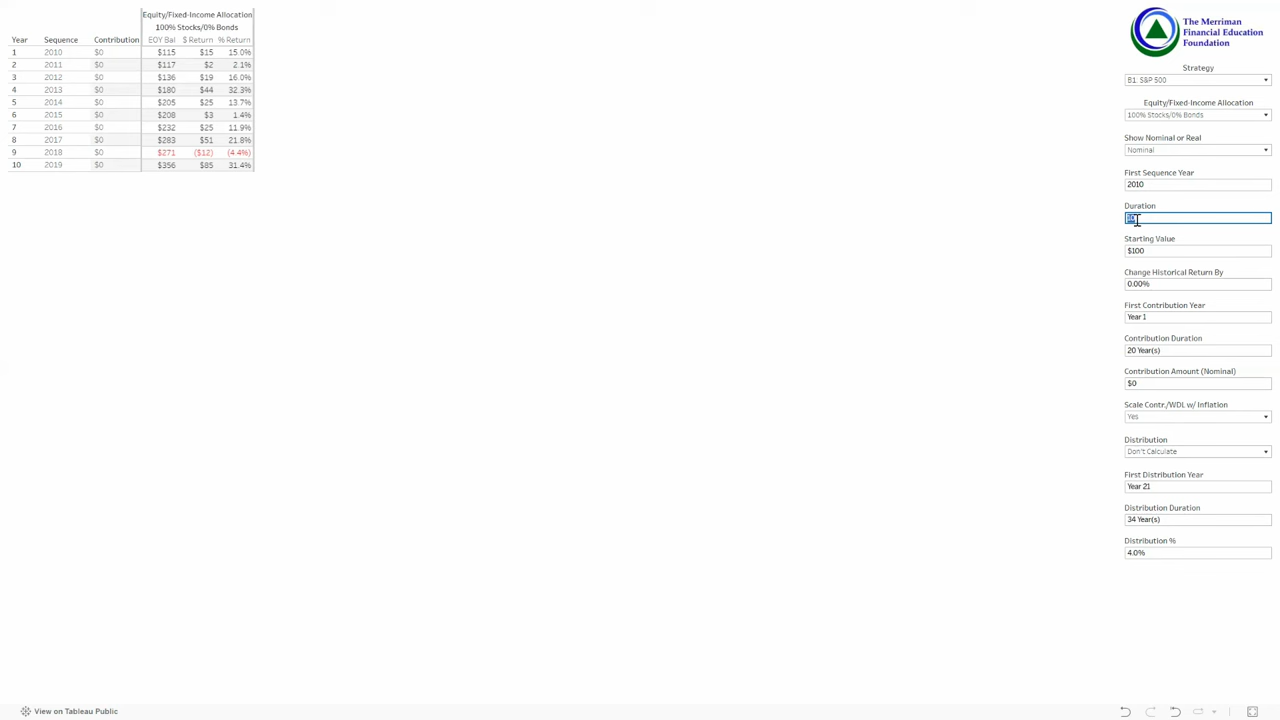 Equity/Fixed-Income Allocation
100% Stocks/0% Bonds
Year Sequence Contribution EOY Bal $ Return % Return
1 2010 $0 $115 $15 15.0%
2 2011 $0 $117 $2 2.1%
3 2012 $0 $136 $19 16.0%
4 2013 $0 $180 $44 32.3%
5 2014 $0 $205 $25 13.7%
6 2015 $0 $208 $3 1.4%
7 2016 $0 $232 $25 11.9%
8 2017 $0 $283 $51 21.8%
9 2018 $0 $271 ($12) (4.4%)
10 2019 $0 $356 $85 31.4%
The Merriman
Financial Education
Foundation
Strategy
B1: S&P 500
Equity/Fixed-Income Allocation
100% Stocks/0% Bonds
Show Nominal or Real
Nominal
First Sequence Year
2010
Duration
Starting Value
$100
Change Historical Return By
0.00%
First Contribution Year
Year 1
Contribution Duration
20 Year(s)
Contribution Amount (Nominal)
$0
Scale Contr./WDL w/ Inflation
Yes
Distribution
Don't Calculate
First Distribution Year
Year 21
Distribution Duration
34 Year(s)
Distribution %
4.0%
View on Tableau Public